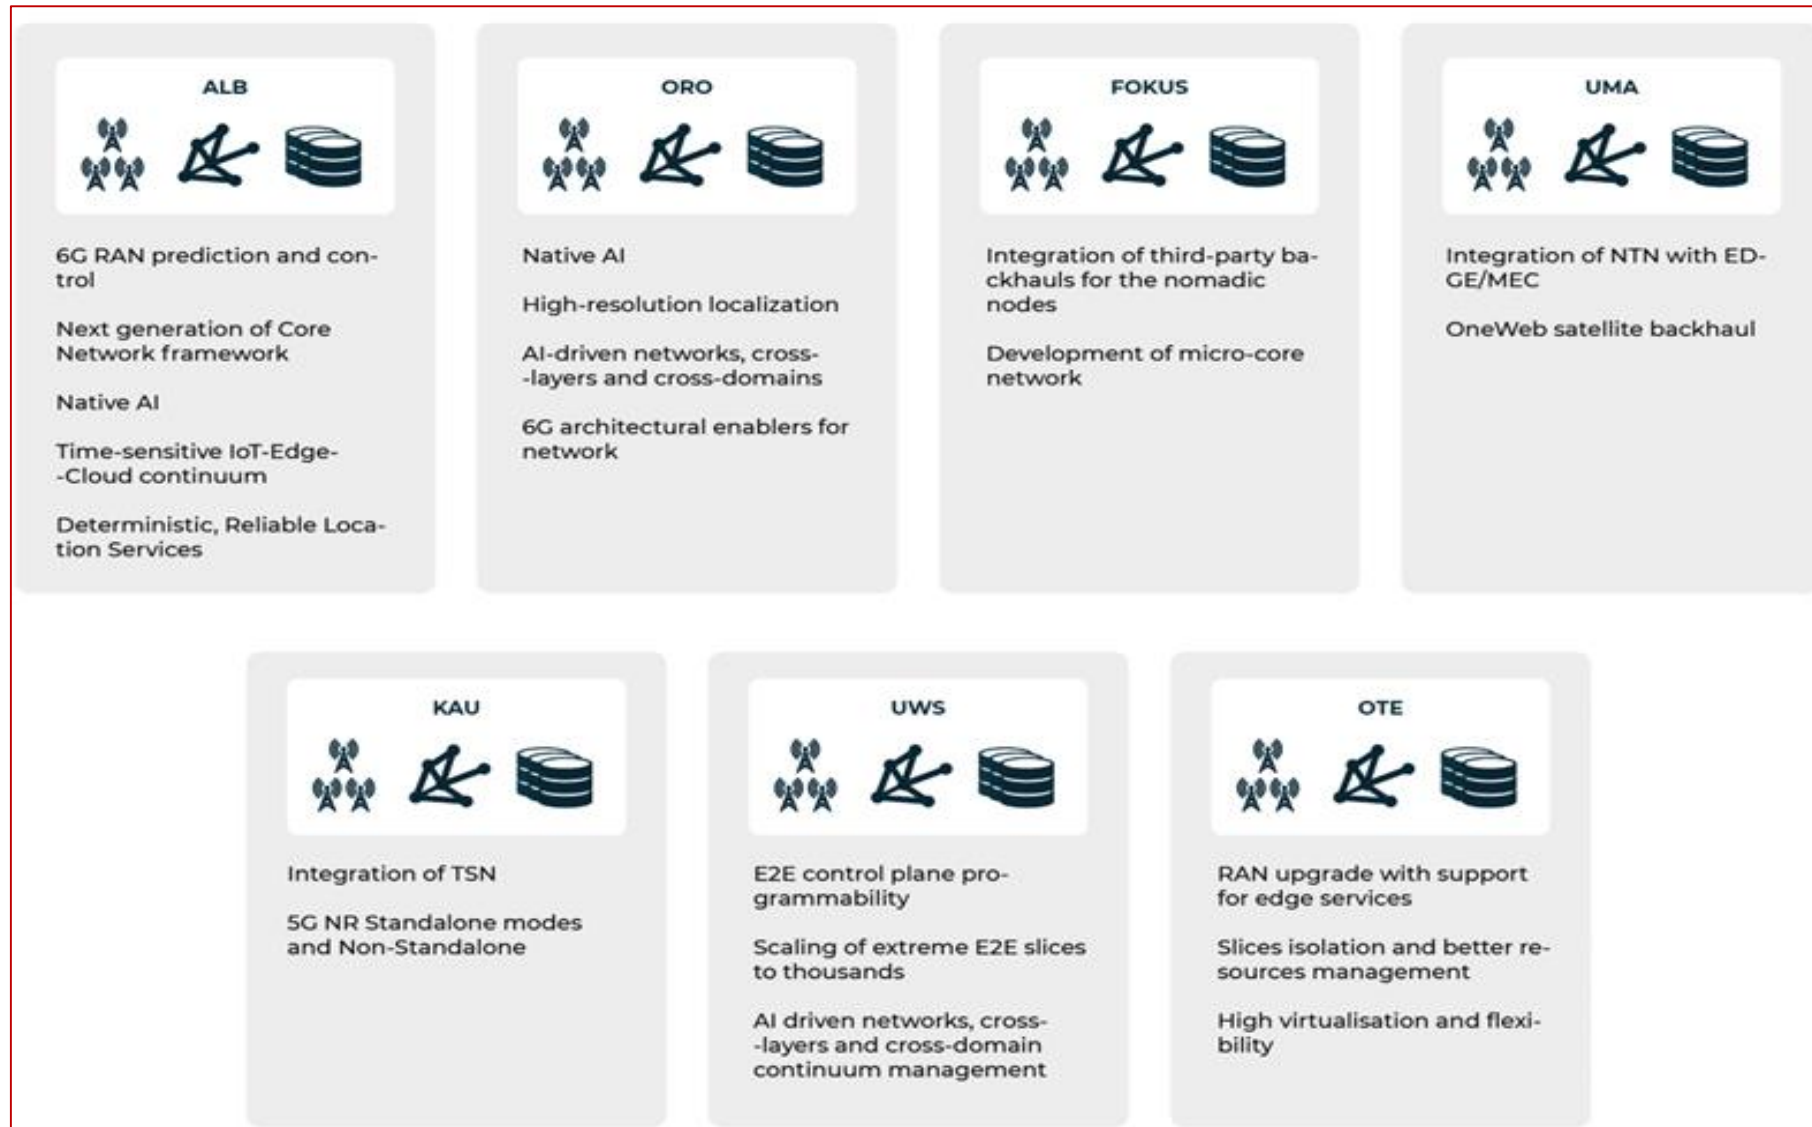 ALB
6G RAN prediction and con-
trol
Next generation of Core
Network framework
Native AI
Time-sensitive IoT-Edge-
-Cloud continuum
Deterministic, Reliable Loca-
tion Services
ORO
Native AI
High-resolution localization
AI-driven networks, cross-
-layers and cross-domains
6G architectural enablers for
network
FOKUS
Integration of third-party ba-
ckhauls for the nomadic
nodes
Development of micro-core
network
UMA
Integration of NTN with ED-
GE/MEC
OneWeb satellite backhaul
KAU
Integration of TSN
5G NR Standalone modes
and Non-Standalone
UWS
E2E control plane pro-
grammability
Scaling of extreme E2E slices
to thousands
AI driven networks, cross-
-layers and cross-domain
continuum management
OTE
RAN upgrade with support
for edge services
Slices isolation and better re-
sources management
High virtualisation and flexi-
bility